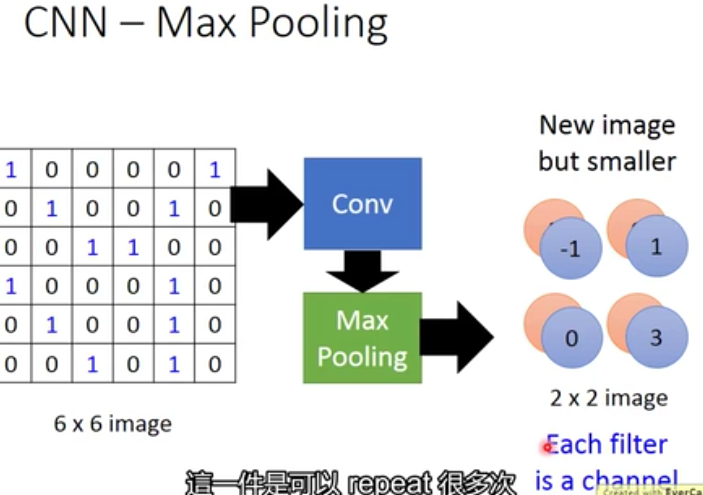 CNN – Max Pooling
1 0 0 0 0 1
0 1 0 0 1 0
0 0 1 1 0 0
1 0 0 0 1 0
0 1 0 0 1 0
0 0 1 0 1 0
6 x 6 image
Conv
Max
Pooling
New image
but smaller
-1 1
0 3
2 x 2 image
Each filter
is a channel
這一件是可以 repeat 很多次
Created with EverCa